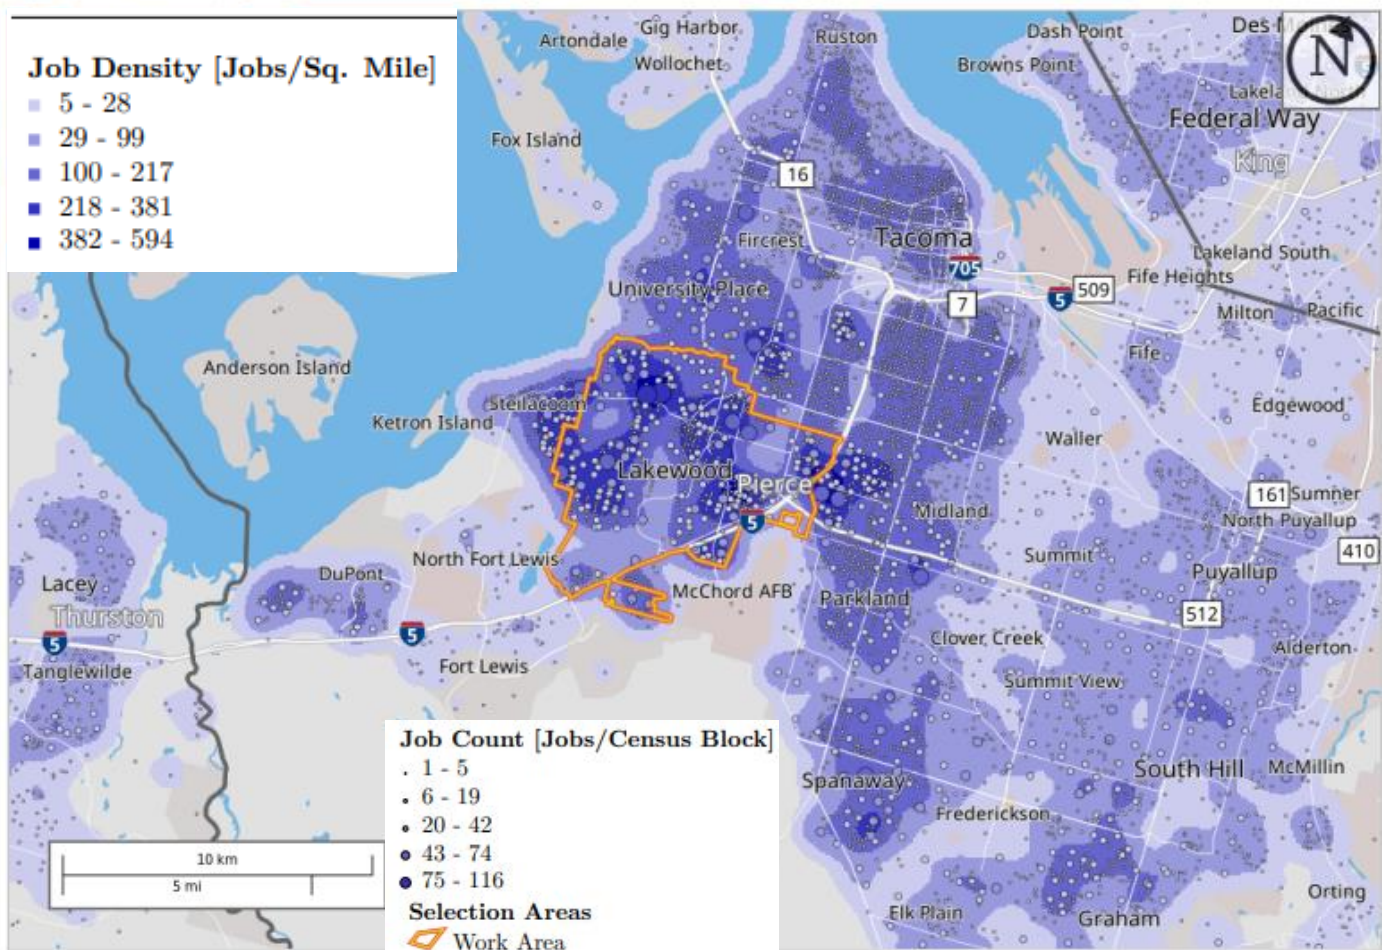 Job Density [Jobs/Sq. Mile]
5 - 28
29 - 99
100 - 217
218 - 381
382 - 594
Gig Harbor
Artondale
Wollochet
Ruston
Dash Point
Des M
Browns Point
N
Fox Island
Federal Way
King
16
Fircrest
Tacoma
705
Lakeland South
Fife Heights
University Place
7
5
509
Milton
Pacific
Fife
Anderson Island
Steilacoom
Ketron Island
Edgewood
Waller
Lakewood
Pierce
161
Sumner
5
Midland
North Puyallup
410
North Fort Lewis
Summit
Puyallup
DuPont
Lacey
McChord AFB
Parkland
512
Thurston
5
5
Clover Creek
Alderton
Fort Lewis
Tanglewilde
Summit View
South Hill
McMillin
Spanaway
Frederickson
Orting
Elk Plain
Graham
10 km
5 mi
Job Count [Jobs/Census Block]
1 - 5
6 - 19
20 - 42
43 - 74
75 - 116
Selection Areas
Work Area